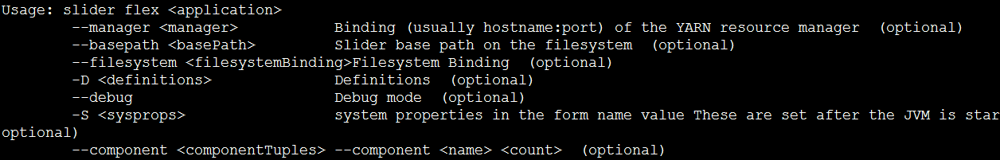 Usage: slider flex <application>
--manager <manager> Binding (usually hostname:port) of the YARN resource manager (optional)
--basepath <basePath> Slider base path on the filesystem (optional)
--filesystem <filesystemBinding>Filesystem Binding (optional)
-D <definitions> Definitions (optional)
--debug Debug mode (optional)
-S <sysprops> system properties in the form name value These are set after the JVM is star
optional)
--component <componentTuples> --component <name> <count> (optional)